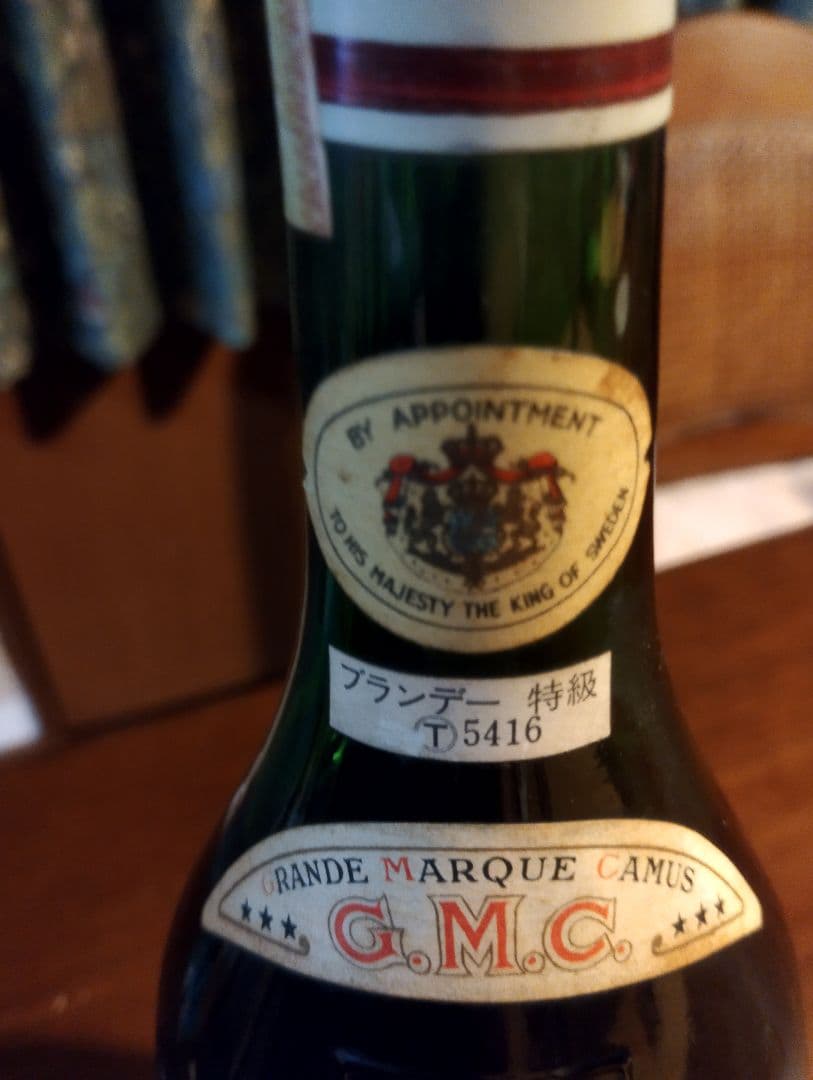 BY APPOINTMENT
TO HIS MAJESTY THE KING OF SWEDEN
ブランデー 特級
Ⓣ5416
GRANDE MARQUE CAMUS
G.M.C.